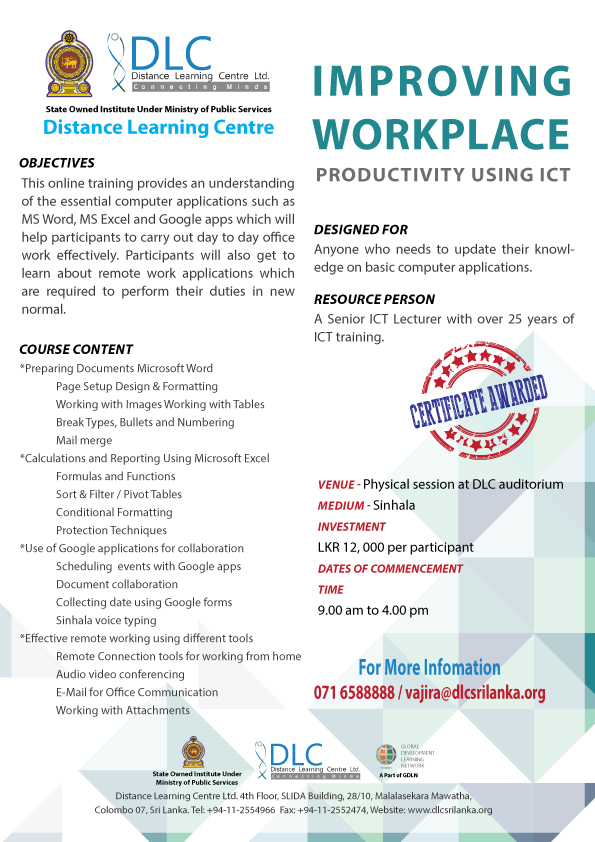 DLC
Distance Learning Centre Ltd.
Connecting Minds
State Owned Institute Under Ministry of Public Services
Distance Learning Centre
IMPROVING
WORKPLACE
PRODUCTIVITY USING ICT
OBJECTIVES
This online training provides an understanding
of the essential computer applications such as
MS Word, MS Excel and Google apps which will
help participants to carry out day to day office
work effectively. Participants will also get to
learn about remote work applications which
are required to perform their duties in new
normal.
COURSE CONTENT
*Preparing Documents Microsoft Word
Page Setup Design & Formatting
Working with Images Working with Tables
Break Types, Bullets and Numbering
Mail merge
*Calculations and Reporting Using Microsoft Excel
Formulas and Functions
Sort & Filter / Pivot Tables
Conditional Formatting
Protection Techniques
*Use of Google applications for collaboration
Scheduling events with Google apps
Document collaboration
Collecting date using Google forms
Sinhala voice typing
*Effective remote working using different tools
Remote Connection tools for working from home
Audio video conferencing
E-Mail for Office Communication
Working with Attachments
DESIGNED FOR
Anyone who needs to update their knowl-
edge on basic computer applications.
RESOURCE PERSON
A Senior ICT Lecturer with over 25 years of
ICT training.
CERTIFICATE AWARDED
VENUE - Physical session at DLC auditorium
MEDIUM - Sinhala
INVESTMENT
LKR 12, 000 per participant
DATES OF COMMENCEMENT
TIME
9.00 am to 4.00 pm
For More Infomation
071 6588888 / vajira@dlcsrilanka.org
State Owned Institute Under
Ministry of Public Services
DLC
Distance Learning Centre Ltd.
Connecting Minds
GLOBAL
DEVELOPMENT
LEARNING
NETWORK
A Part of GDLN
Distance Learning Centre Ltd. 4th Floor, SLIDA Building, 28/10, Malalasekara Mawatha,
Colombo 07, Sri Lanka. Tel: +94-11-2554966 Fax: +94-11-2552474, Website: www.dlcsrilanka.org